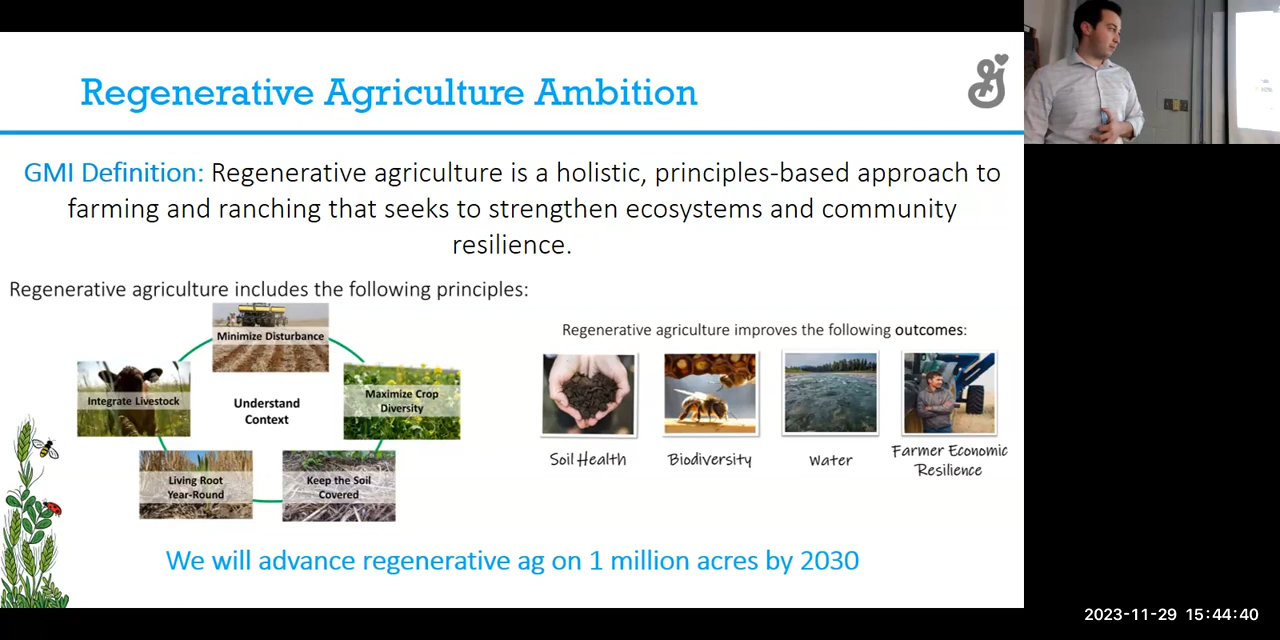 Regenerative Agriculture Ambition
GMI Definition: Regenerative agriculture is a holistic, principles-based approach to
farming and ranching that seeks to strengthen ecosystems and community
resilience.
Regenerative agriculture includes the following principles:
Minimize Disturbance
Integrate Livestock
Understand
Context
Maximize Crop
Diversity
Living Root
Year-Round
Keep the Soil
Covered
Regenerative agriculture improves the following outcomes:
Soil Health
Biodiversity
Water
Farmer Economic
Resilience
We will advance regenerative ag on 1 million acres by 2030
2023-11-29 15:44:40